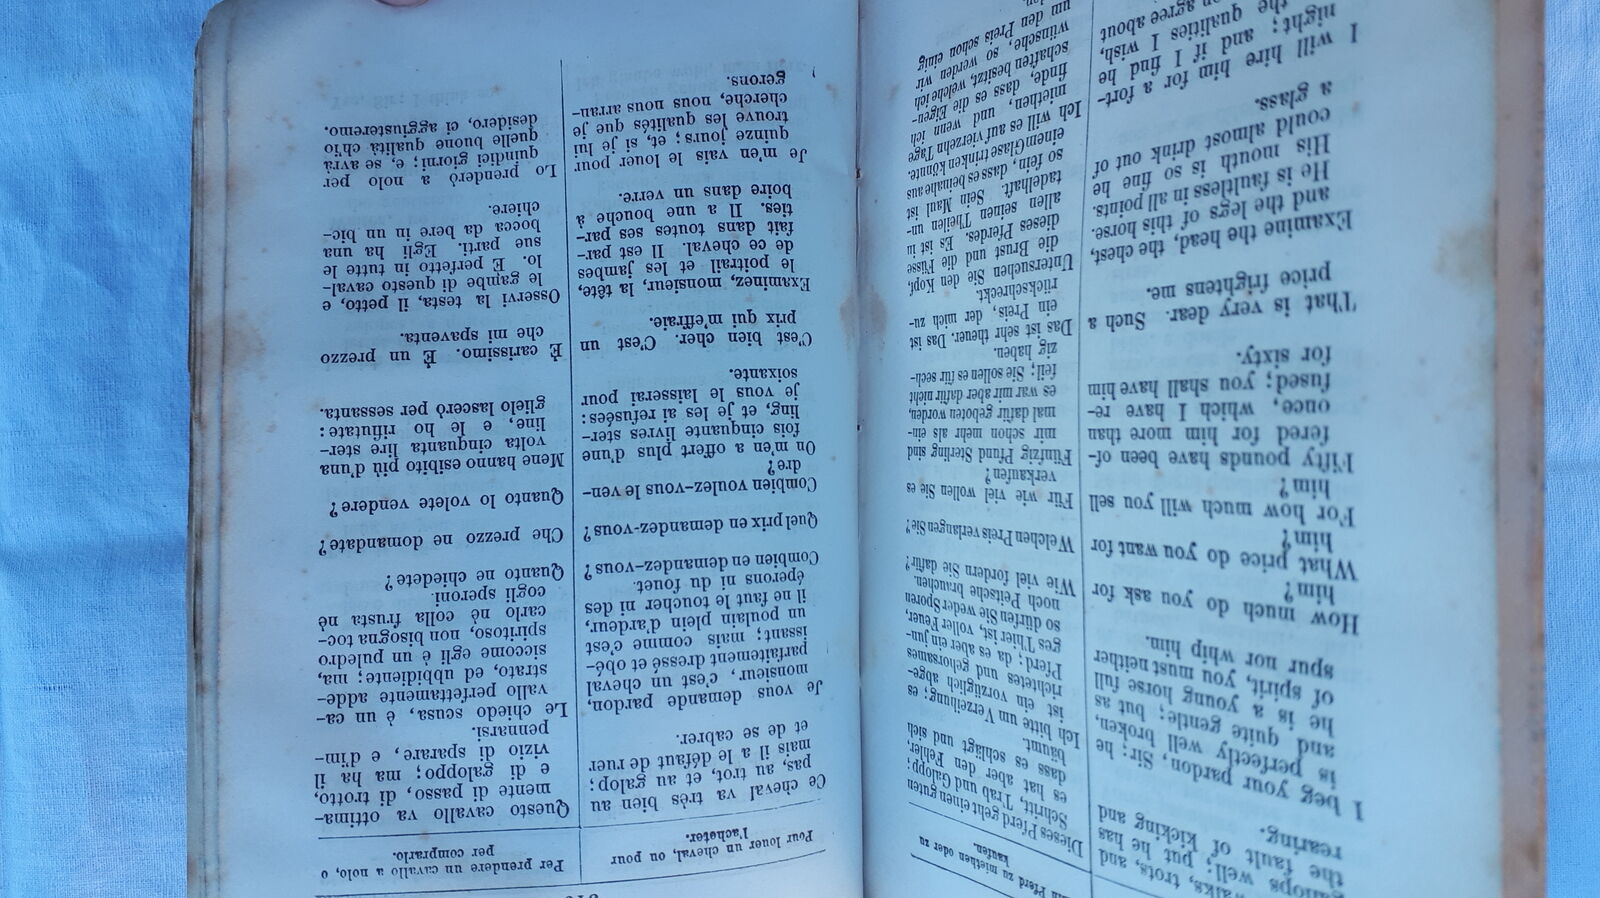 walks, trots, and
gallops well; put he has
the fault of kicking and
rearing.
I beg your pardon, Sir; he
is perfectly well broken,
and quite gentle; but as
he is a young horse full
of spirit, you must neither
spur nor whip him.
How much do you ask for
him?
What price do you want for
him?
For how much will you sell
him?
Fifty pounds have been of-
fered for him more than
once, which I have re-
fused; you shall have him
for sixty.
That is very dear. Such a
price frightens me.
Examine the head, the chest,
and the legs of this horse.
He is faultless in all points.
His mouth is so fine he
could almost drink out of
a glass.
I will hire him for a fort-
night; and if I find he
the qualities I wish,
agree about
Pferd zu miethen oder zu
kaufen.
Dieses Pferd geht einen guten
Schritt, Trab und Galopp;
es hat aber den Fehler,
dass es schlägt und sich
bäumt.
Ich bitte um Verzeihung; es
ist ein vorzüglich abge-
richtetes und gehorsames
Pferd; da es aber ein jun-
ges Thier ist, voller Feuer,
so dürfen Sie weder Sporen
noch Peitsche brauchen.
Wie viel fordern Sie dafür?
Welchen Preis verlangen Sie?
Für wie viel wollen Sie es
verkaufen?
Fünfzig Pfund Sterling sind
mir schon mehr als ein-
mal dafür geboten worden,
es war mir aber dafür nicht
feil; Sie sollen es für sech-
zig haben.
Das ist sehr theuer. Das ist
ein Preis, der mich zu-
rückschreckt.
Untersuchen Sie den Kopf,
die Brust und die Füsse
dieses Pferdes. Es ist in
allen seinen Theilen un-
tadelhaft. Sein Maul ist
so fein, dass es beinahe aus
einem Glase trinken könnte.
Ich will es auf vierzehn Tage
miethen, und wenn ich
finde, dass es die Eigen-
schaften besitzt, welche ich
wünsche, so werden wir
um den Preis schon einig
Pour louer un cheval, ou pour
l'acheter.
Ce cheval va très bien au
pas, au trot, et au galop;
mais il a le défaut de ruer
et de se cabrer.
Je vous demande pardon,
monsieur, c'est un cheval
parfaitement dressé et obé-
issant; mais comme c'est
un poulain plein d'ardeur,
il ne faut le toucher ni des
éperons ni du fouet.
Combien en demandez-vous?
Quel prix en demandez-vous?
Combien voulez-vous le ven-
dre?
On m'en a offert plus d'une
fois cinquante livres ster-
ling, et je les ai refusées:
je vous le laisserai pour
soixante.
C'est bien cher. C'est un
prix qui m'effraie.
Examinez, monsieur, la tête,
le poitrail et les jambes
de ce cheval. Il est par-
fait dans toutes ses par-
ties. Il a une bouche à
boire dans un verre.
Je m'en vais le louer pour
quinze jours; et, si je lui
trouve les qualités que je
cherche, nous nous arran-
gerons.
Per prendere un cavallo a nolo, o
per comprarlo.
Questo cavallo va ottima-
mente di passo, di trotto,
e di galoppo; ma ha il
vizio di sparare, e d'im-
pennarsi.
Le chiedo scusa, è un ca-
vallo perfettamente adde-
strato, ed ubbidiente; ma,
siccome egli è un puledro
spiritoso, non bisogna toc-
carlo nè colla frusta nè
cogli speroni.
Quanto ne chiedete?
Che prezzo ne domandate?
Quanto lo volete vendere?
Mene hanno esibito più d'una
volta cinquanta lire ster-
line, e le ho rifiutate:
glielo lascerò per sessanta.
È carissimo. È un prezzo
che mi spaventa.
Osservi la testa, il petto, e
le gambe di questo caval-
lo. È perfetto in tutte le
sue parti. Egli ha una
bocca da bere in un bic-
chiere.
Lo prenderò a nolo per
quindici giorni; e, se avrà
quelle buone qualità ch'io
desidero, ci aggiusteremo.